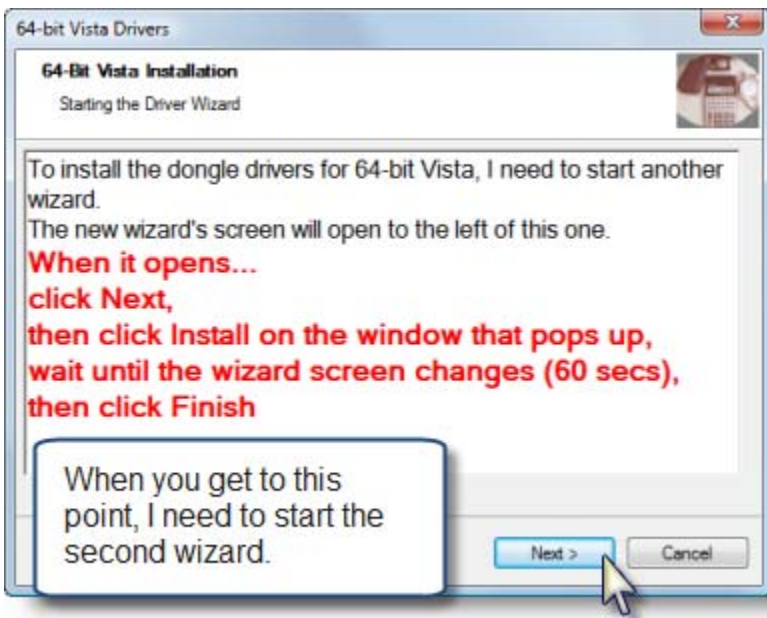 64-bit Vista Drivers
64-Bit Vista Installation
Starting the Driver Wizard
To install the dongle drivers for 64-bit Vista, I need to start another
wizard.
The new wizard's screen will open to the left of this one.
When it opens...
click Next,
then click Install on the window that pops up,
wait until the wizard screen changes (60 secs),
then click Finish
When you get to this
point, I need to start the
second wizard.
Next >
Cancel